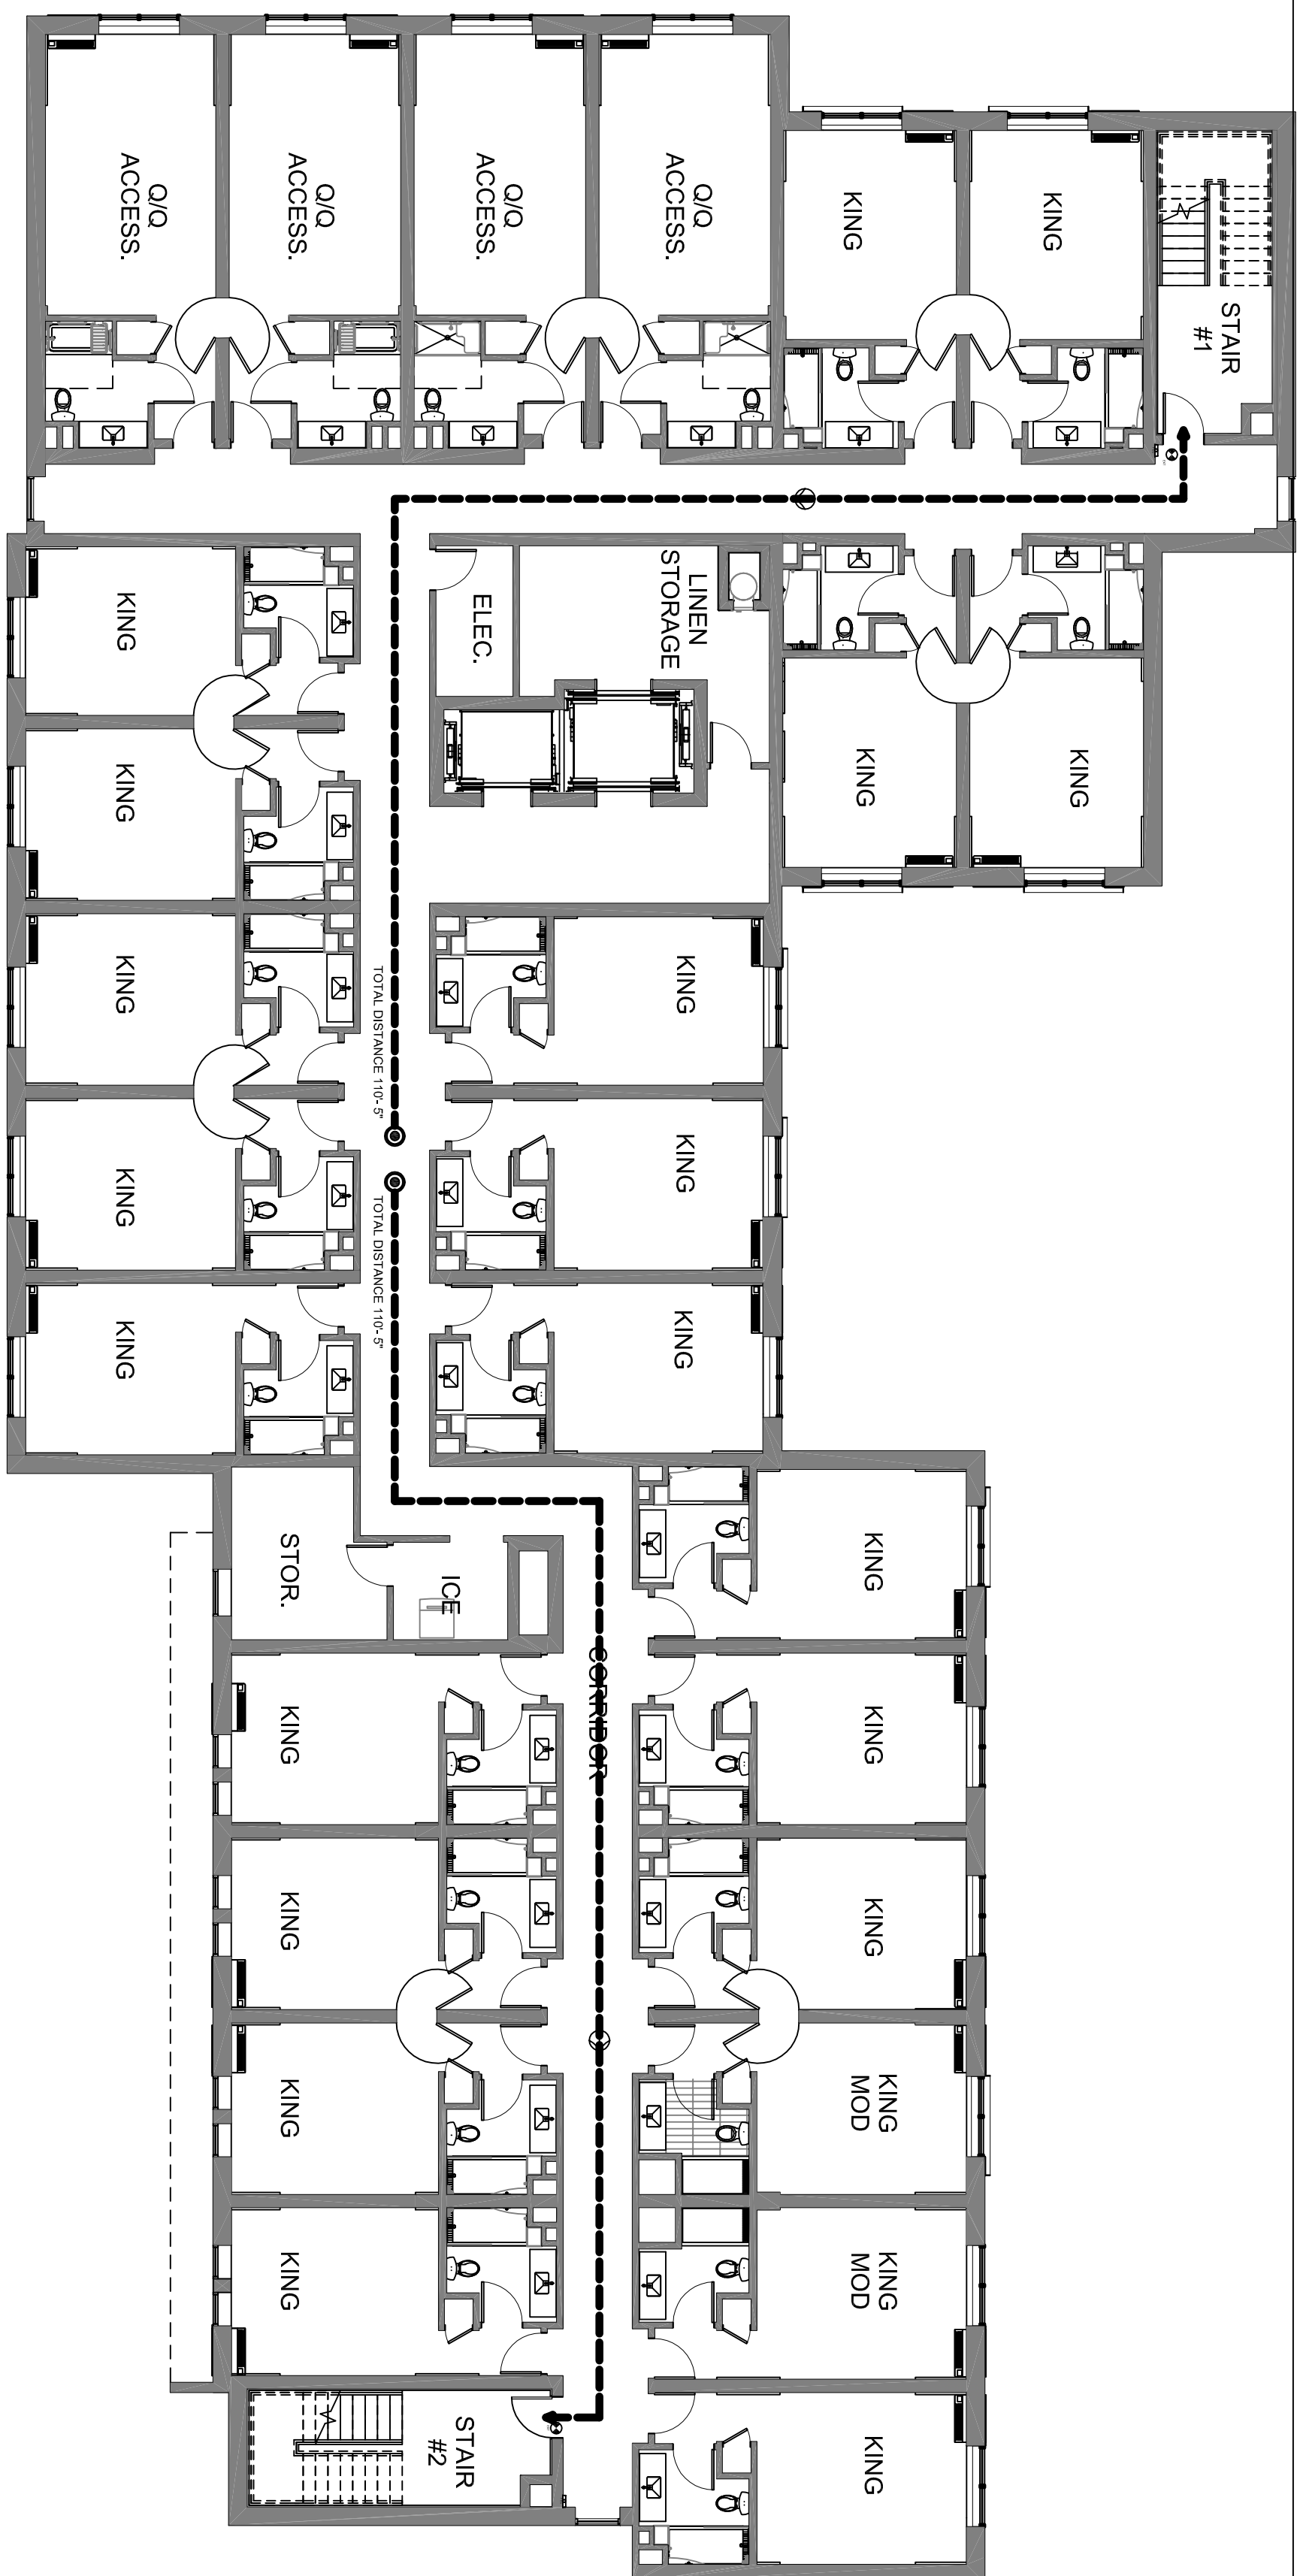 Q/Q
ACCESS.
Q/Q
ACCESS.
Q/Q
ACCESS.
Q/Q
ACCESS.
KING
KING
STAIR
#1
KING
KING
ELEC.
LINEN
STORAGE
KING
KING
KING
KING
TOTAL DISTANCE 110'- 5"
KING
KING
KING
TOTAL DISTANCE 110'- 5"
KING
KING
STOR.
ICE
KING
CORRIDOR
KING
KING
KING
KING
KING
KING
MOD
KING
KING
MOD
STAIR
#2
KING